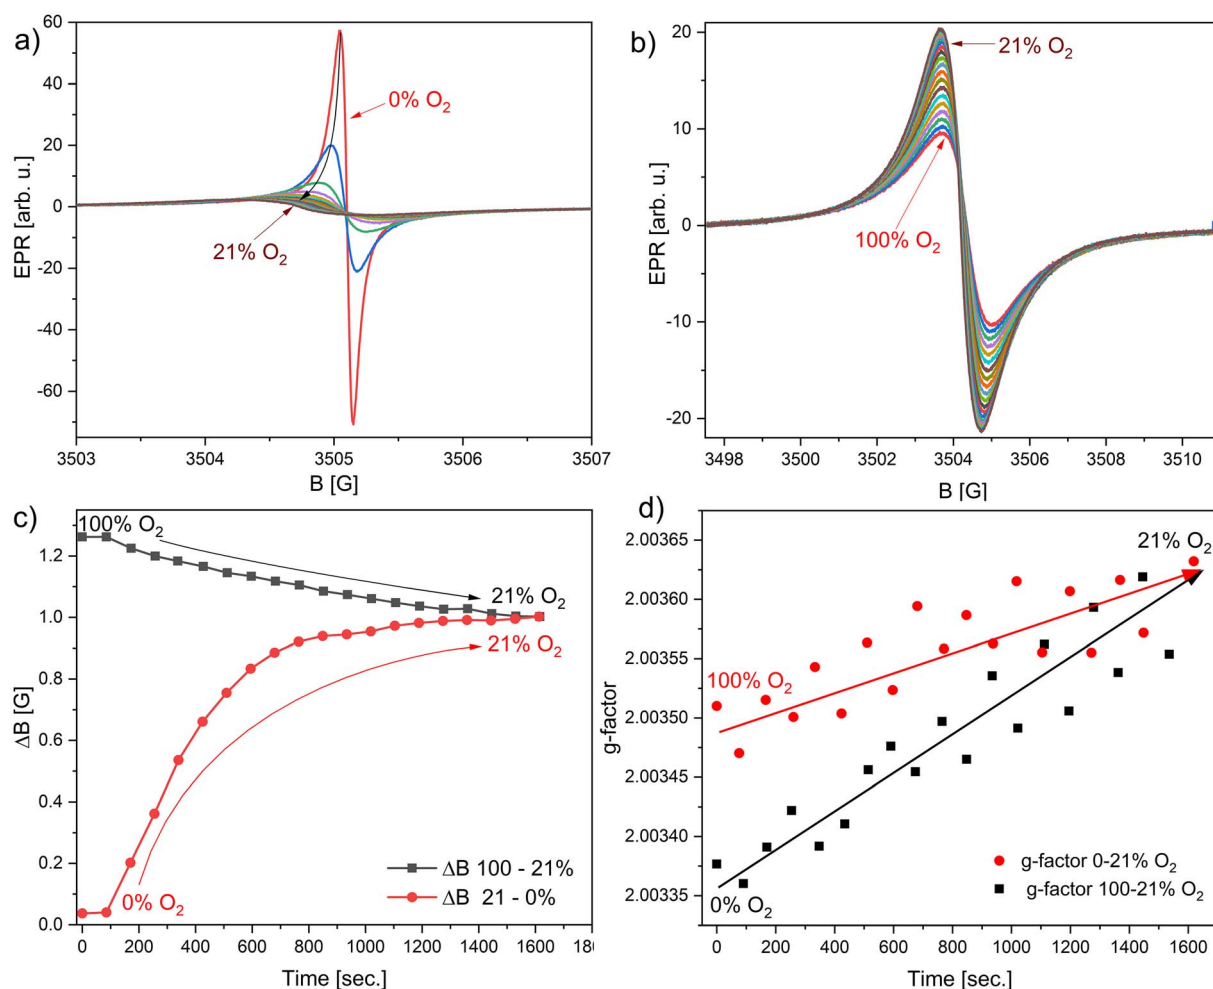 a)
60
40
20
0
-20
-40
-60
EPR [arb. u.]
0% O₂
21% O₂
3503
3504
3505
3506
3507
B [G]
b)
20
10
0
-10
-20
EPR [arb. u.]
21% O₂
100% O₂
3498
3500
3502
3504
3506
3508
3510
B [G]
c)
1.2
1.0
0.8
0.6
0.4
0.2
0.0
ΔB [G]
100% O₂
21% O₂
21% O₂
0% O₂
ΔB 100 - 21%
ΔB 21 - 0%
0
200
400
600
800
1000
1200
1400
1600
Time [sec.]
d)
2.00365
2.00360
2.00355
2.00350
2.00345
2.00340
2.00335
g-factor
21% O₂
100% O₂
0% O₂
g-factor 0-21% O₂
g-factor 100-21% O₂
0
200
400
600
800
1000
1200
1400
1600
Time [sec.]